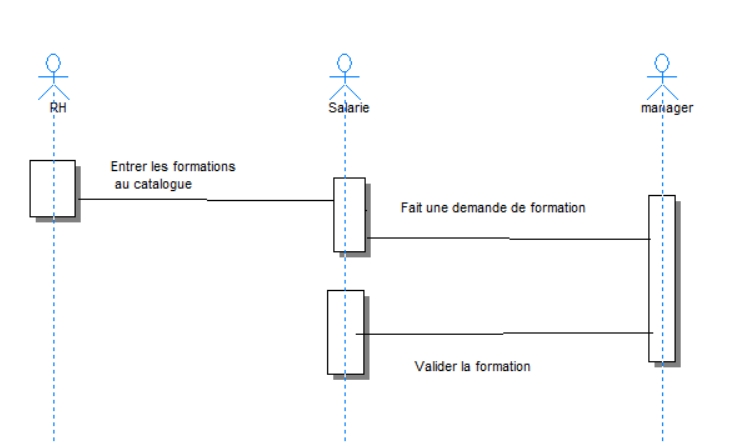 RH
Salarie
manager
Entrer les formations
au catalogue
Fait une demande de formation
Valider la formation